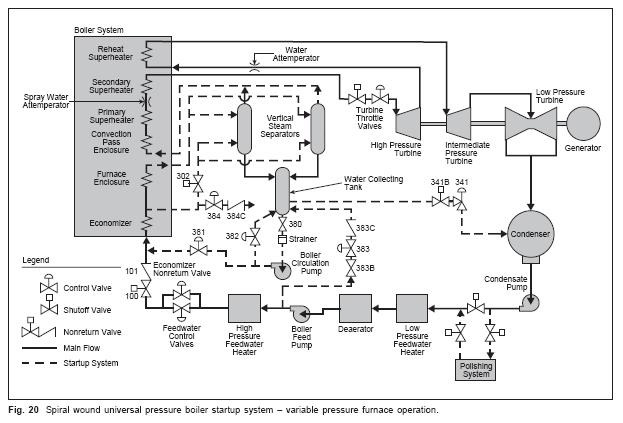 Boiler System
Reheat
Superheater
Water
Attemperator
Secondary
Superheater
Spray Water
Attemperator
Primary
Superheater
Convection
Pass
Enclosure
Furnace
Enclosure
Economizer
Vertical
Steam
Separators
Turbine
Throttle
Valves
High Pressure
Turbine
Intermediate
Pressure
Turbine
Low Pressure
Turbine
Generator
302
384
384C
Water Collecting
Tank
341B
341
380
Strainer
381
382
383C
383
383B
Boiler
Circulation
Pump
Condenser
Condensate
Pump
Legend
Control Valve
Shutoff Valve
Nonreturn Valve
Main Flow
Startup System
101
Economizer
Nonreturn Valve
100
Feedwater
Control
Valves
High
Pressure
Feedwater
Heater
Boiler
Feed
Pump
Deaerator
Low
Pressure
Feedwater
Heater
Polishing
System
Fig. 20 Spiral wound universal pressure boiler startup system – variable pressure furnace operation.